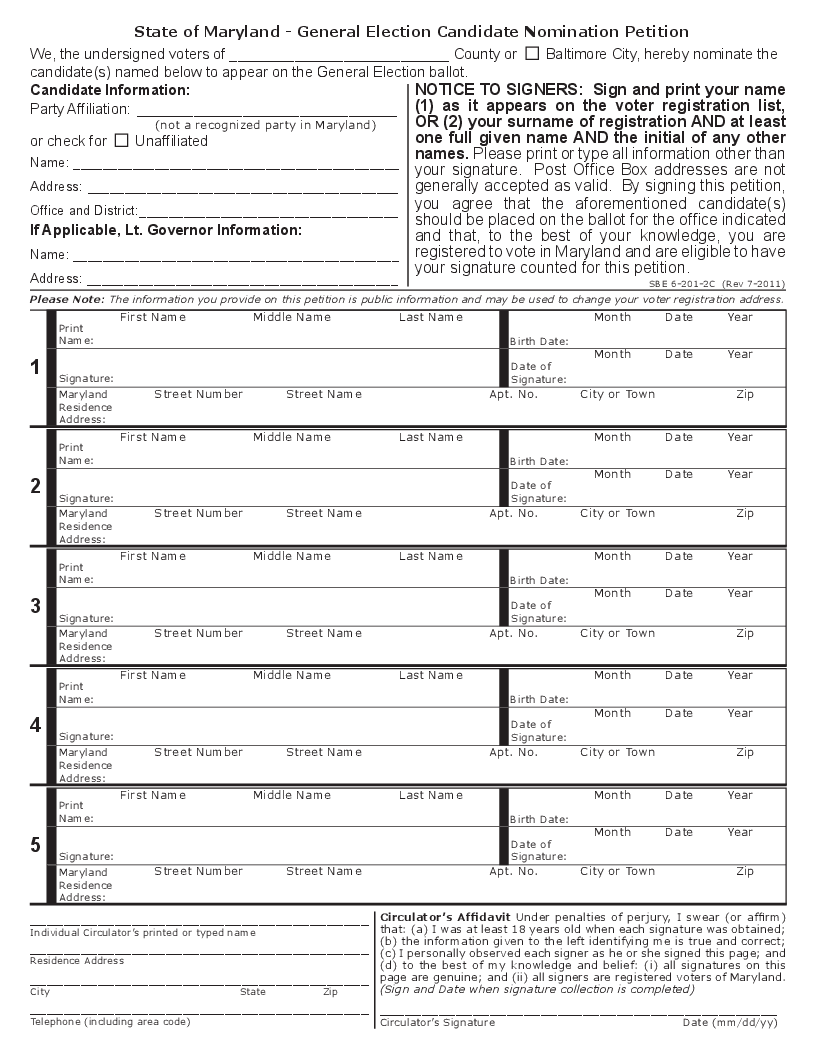 State of Maryland - General Election Candidate Nomination Petition
We, the undersigned voters of ____________________________ County or ☐ Baltimore City, hereby nominate the
candidate(s) named below to appear on the General Election ballot.
Candidate Information:
Party Affiliation: ________________________________
(not a recognized party in Maryland)
or check for ☐ Unaffiliated
Name: ________________________________________
Address: ______________________________________
Office and District:________________________________
If Applicable, Lt. Governor Information:
Name: ________________________________________
Address: ______________________________________
NOTICE TO SIGNERS: Sign and print your name
(1) as it appears on the voter registration list,
OR (2) your surname of registration AND at least
one full given name AND the initial of any other
names. Please print or type all information other than
your signature. Post Office Box addresses are not
generally accepted as valid. By signing this petition,
you agree that the aforementioned candidate(s)
should be placed on the ballot for the office indicated
and that, to the best of your knowledge, you are
registered to vote in Maryland and are eligible to have
your signature counted for this petition.
SBE 6-201-2C (Rev 7-2011)
Please Note: The information you provide on this petition is public information and may be used to change your voter registration address.
1
First Name Middle Name Last Name Month Date Year
Print
Name: Birth Date:
Month Date Year
Signature: Date of
Signature:
Maryland Street Number Street Name Apt. No. City or Town Zip
Residence
Address:
2
First Name Middle Name Last Name Month Date Year
Print
Name: Birth Date:
Month Date Year
Signature: Date of
Signature:
Maryland Street Number Street Name Apt. No. City or Town Zip
Residence
Address:
3
First Name Middle Name Last Name Month Date Year
Print
Name: Birth Date:
Month Date Year
Signature: Date of
Signature:
Maryland Street Number Street Name Apt. No. City or Town Zip
Residence
Address:
4
First Name Middle Name Last Name Month Date Year
Print
Name: Birth Date:
Month Date Year
Signature: Date of
Signature:
Maryland Street Number Street Name Apt. No. City or Town Zip
Residence
Address:
5
First Name Middle Name Last Name Month Date Year
Print
Name: Birth Date:
Month Date Year
Signature: Date of
Signature:
Maryland Street Number Street Name Apt. No. City or Town Zip
Residence
Address:
Individual Circulator's printed or typed name
Residence Address
City State Zip
Telephone (including area code)
Circulator's Affidavit Under penalties of perjury, I swear (or affirm)
that: (a) I was at least 18 years old when each signature was obtained;
(b) the information given to the left identifying me is true and correct;
(c) I personally observed each signer as he or she signed this page; and
(d) to the best of my knowledge and belief: (i) all signatures on this
page are genuine; and (ii) all signers are registered voters of Maryland.
(Sign and Date when signature collection is completed)
Circulator's Signature Date (mm/dd/yy)